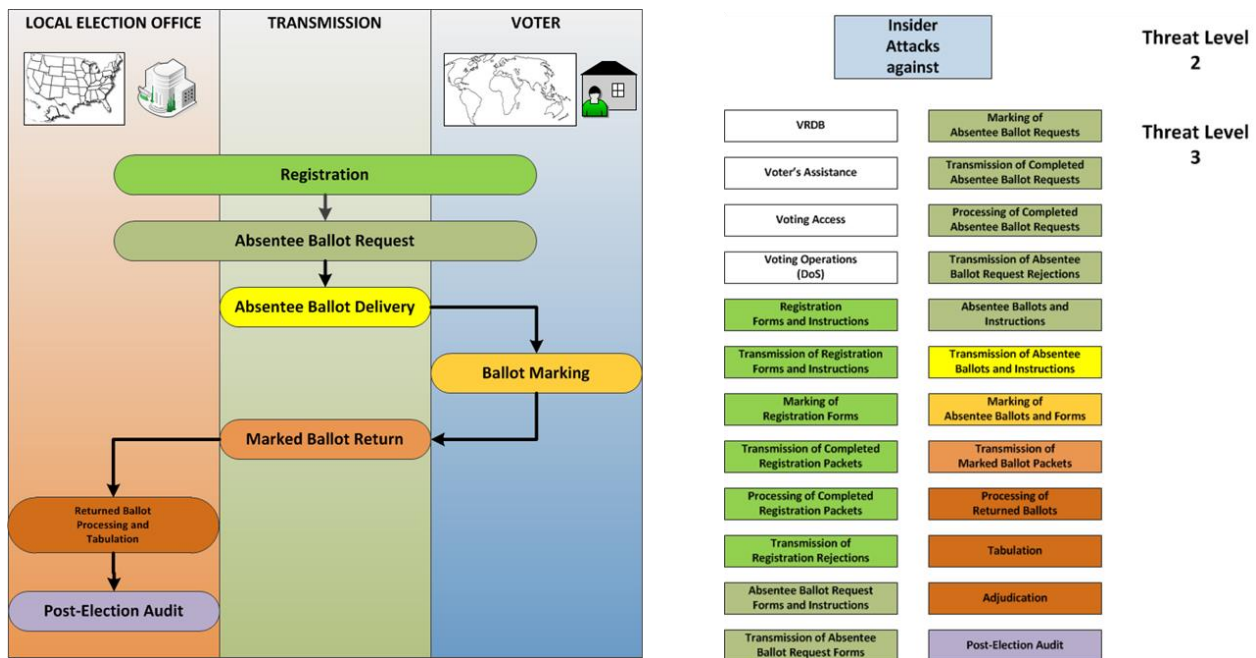 LOCAL ELECTION OFFICE
TRANSMISSION
VOTER
Registration
Absentee Ballot Request
Absentee Ballot Delivery
Ballot Marking
Marked Ballot Return
Returned Ballot
Processing and
Tabulation
Post-Election Audit
Insider
Attacks
against
Threat Level
2
Threat Level
3
VRDB
Voter's Assistance
Voting Access
Voting Operations
(DoS)
Registration
Forms and Instructions
Transmission of Registration
Forms and Instructions
Marking of
Registration Forms
Transmission of Completed
Registration Packets
Processing of Completed
Registration Packets
Transmission of
Registration Rejections
Absentee Ballot Request
Forms and Instructions
Transmission of Absentee
Ballot Request Forms
Marking of
Absentee Ballot Requests
Transmission of Completed
Absentee Ballot Requests
Processing of Completed
Absentee Ballot Requests
Transmission of Absentee
Ballot Request Rejections
Absentee Ballots and
Instructions
Transmission of Absentee
Ballots and Instructions
Marking of
Absentee Ballots and Forms
Transmission of
Marked Ballot Packets
Processing of
Returned Ballots
Tabulation
Adjudication
Post-Election Audit